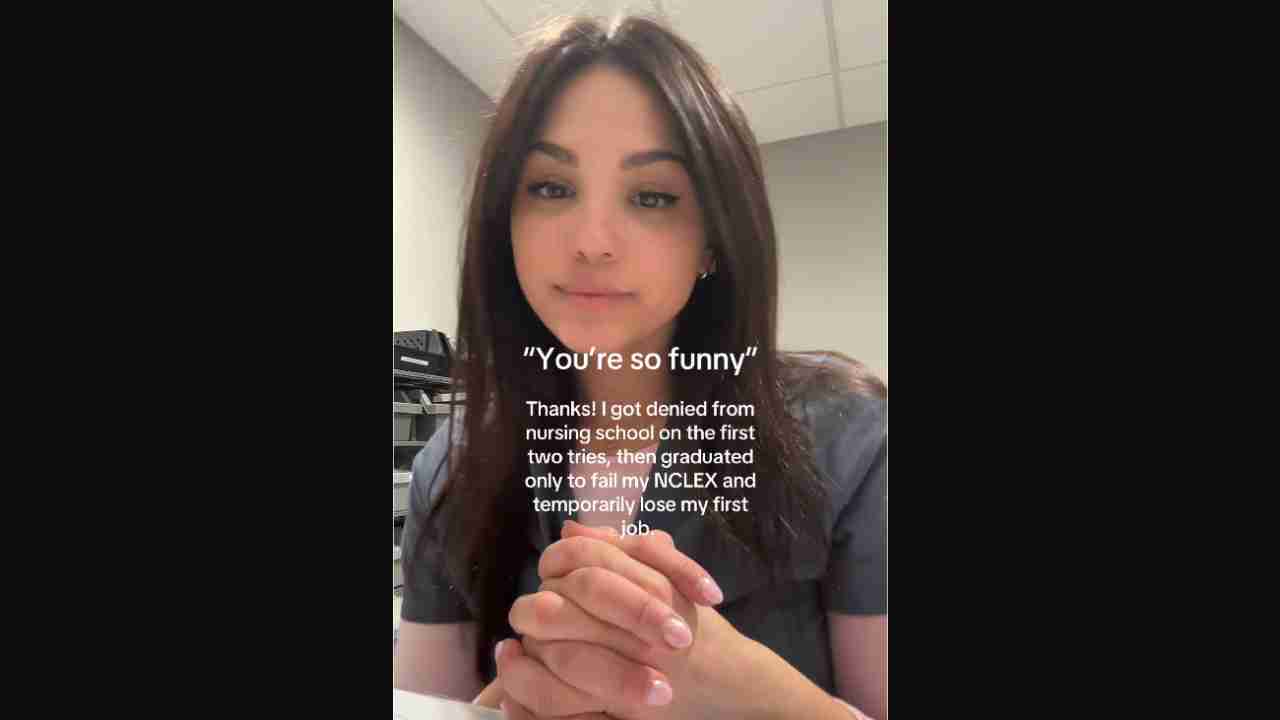 “You’re so funny”
Thanks! I got denied from
nursing school on the first
two tries, then graduated
only to fail my NCLEX and
temporarily lose my first
job.